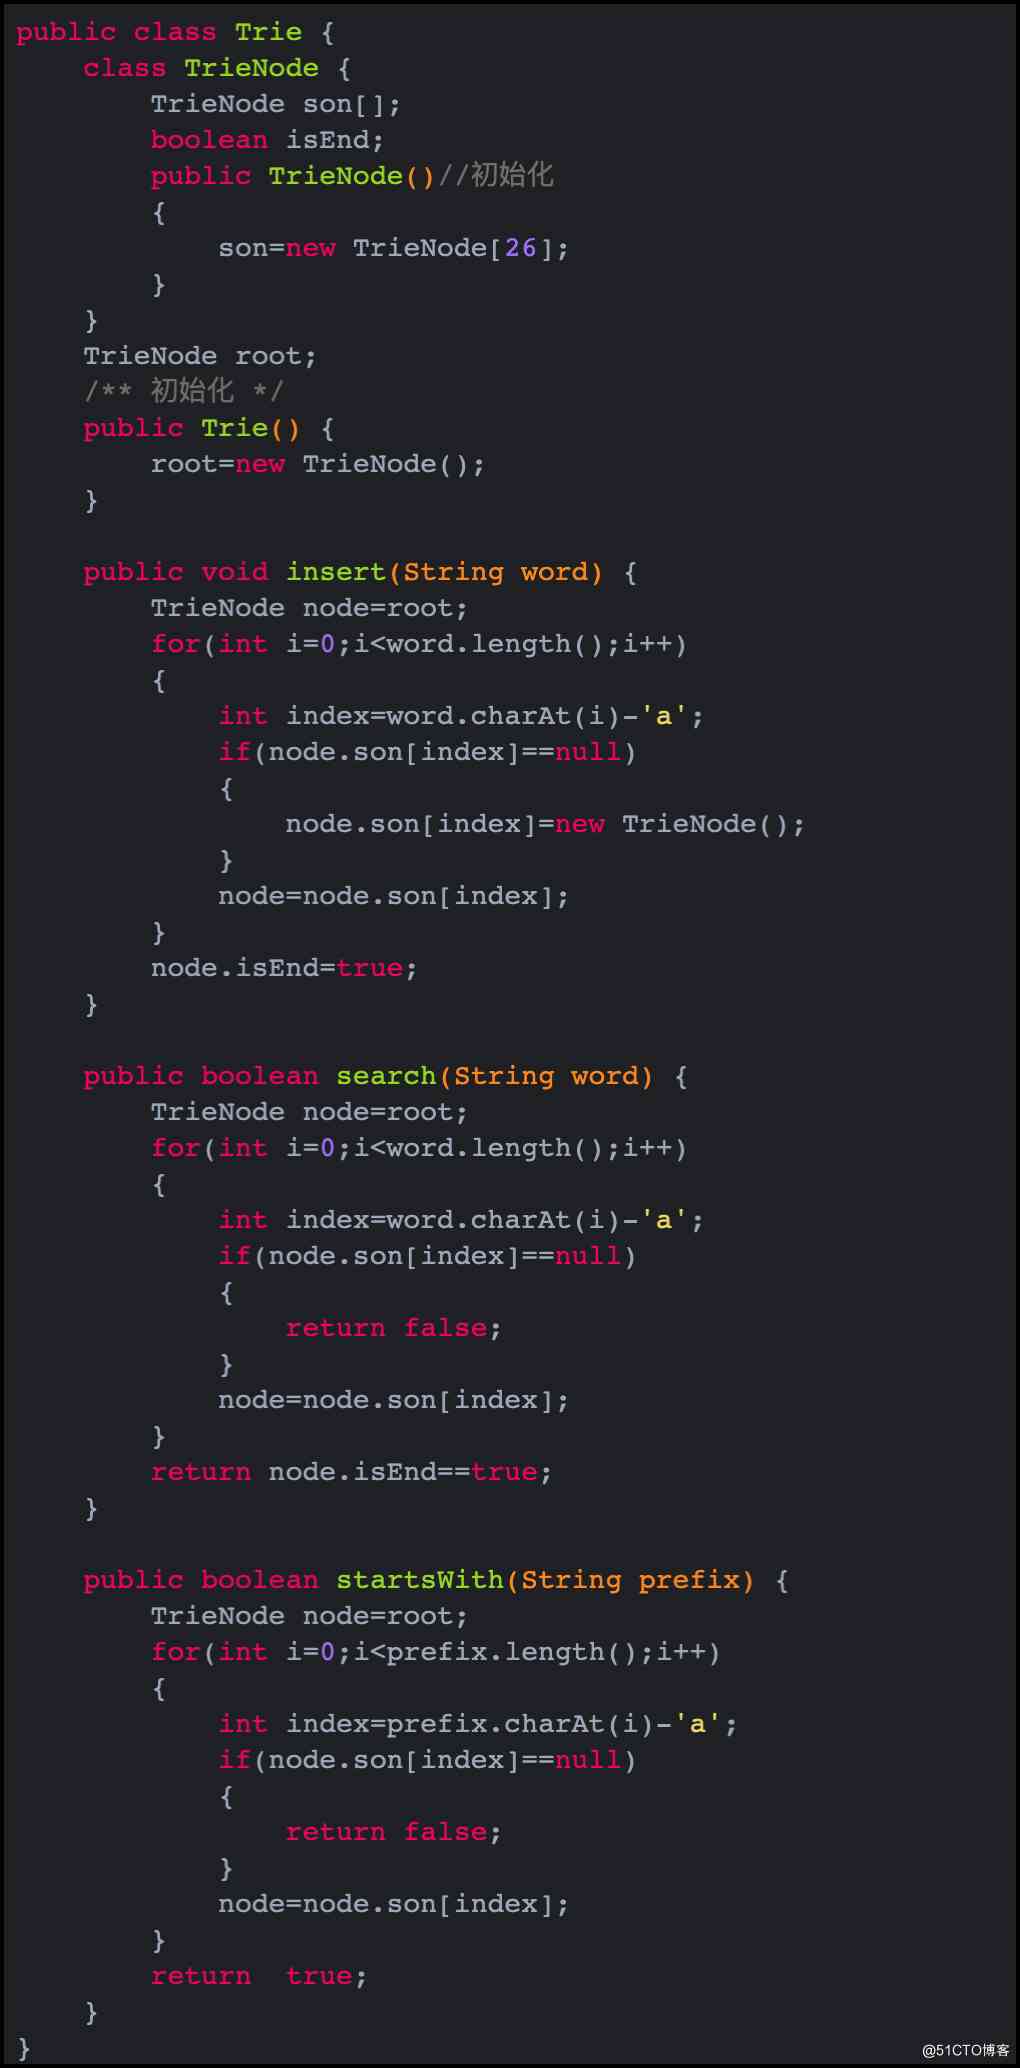 public class Trie {
    class TrieNode {
        TrieNode son[];
        boolean isEnd;
        public TrieNode()//初始化
        {
            son=new TrieNode[26];
        }
    }
    TrieNode root;
    /** 初始化 */
    public Trie() {
        root=new TrieNode();
    }

    public void insert(String word) {
        TrieNode node=root;
        for(int i=0;i<word.length();i++)
        {
            int index=word.charAt(i)-'a';
            if(node.son[index]==null)
            {
                node.son[index]=new TrieNode();
            }
            node=node.son[index];
        }
        node.isEnd=true;
    }

    public boolean search(String word) {
        TrieNode node=root;
        for(int i=0;i<word.length();i++)
        {
            int index=word.charAt(i)-'a';
            if(node.son[index]==null)
            {
                return false;
            }
            node=node.son[index];
        }
        return node.isEnd==true;
    }

    public boolean startsWith(String prefix) {
        TrieNode node=root;
        for(int i=0;i<prefix.length();i++)
        {
            int index=prefix.charAt(i)-'a';
            if(node.son[index]==null)
            {
                return false;
            }
            node=node.son[index];
        }
        return  true;
    }
}
@51CTO博客